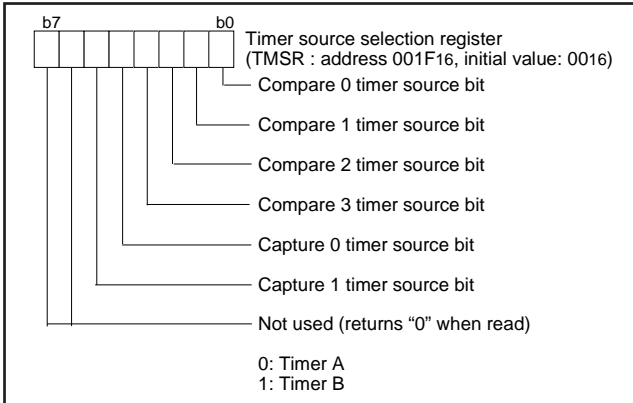 b7 b0
Timer source selection register
(TMSR : address 001F16, initial value: 0016)
Compare 0 timer source bit
Compare 1 timer source bit
Compare 2 timer source bit
Compare 3 timer source bit
Capture 0 timer source bit
Capture 1 timer source bit
Not used (returns “0” when read)
0: Timer A
1: Timer B